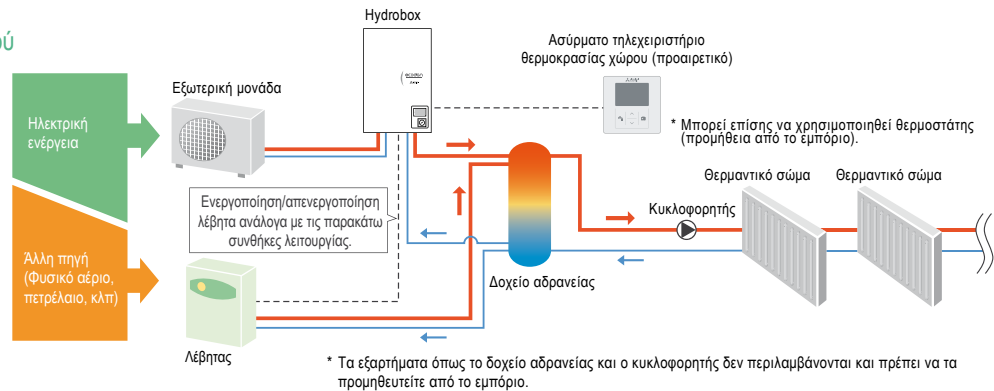 ού
Hydrobox
Ασύρματο τηλεχειριστήριο
θερμοκρασίας χώρου (προαιρετικό)
Εξωτερική μονάδα
Ηλεκτρική
ενέργεια
* Μπορεί επίσης να χρησιμοποιηθεί θερμοστάτης
(προμήθεια από το εμπόριο).
Θερμαντικό σώμα
Θερμαντικό σώμα
Ενεργοποίηση/απενεργοποίηση
λέβητα ανάλογα με τις παρακάτω
συνθήκες λειτουργίας.
Κυκλοφορητής
Άλλη πηγή
(Φυσικό αέριο,
πετρέλαιο, κλπ)
Δοχείο αδρανείας
Λέβητας
* Τα εξαρτήματα όπως το δοχείο αδρανείας και ο κυκλοφορητής δεν περιλαμβάνονται και πρέπει να τα
προμηθευτείτε από το εμπόριο.